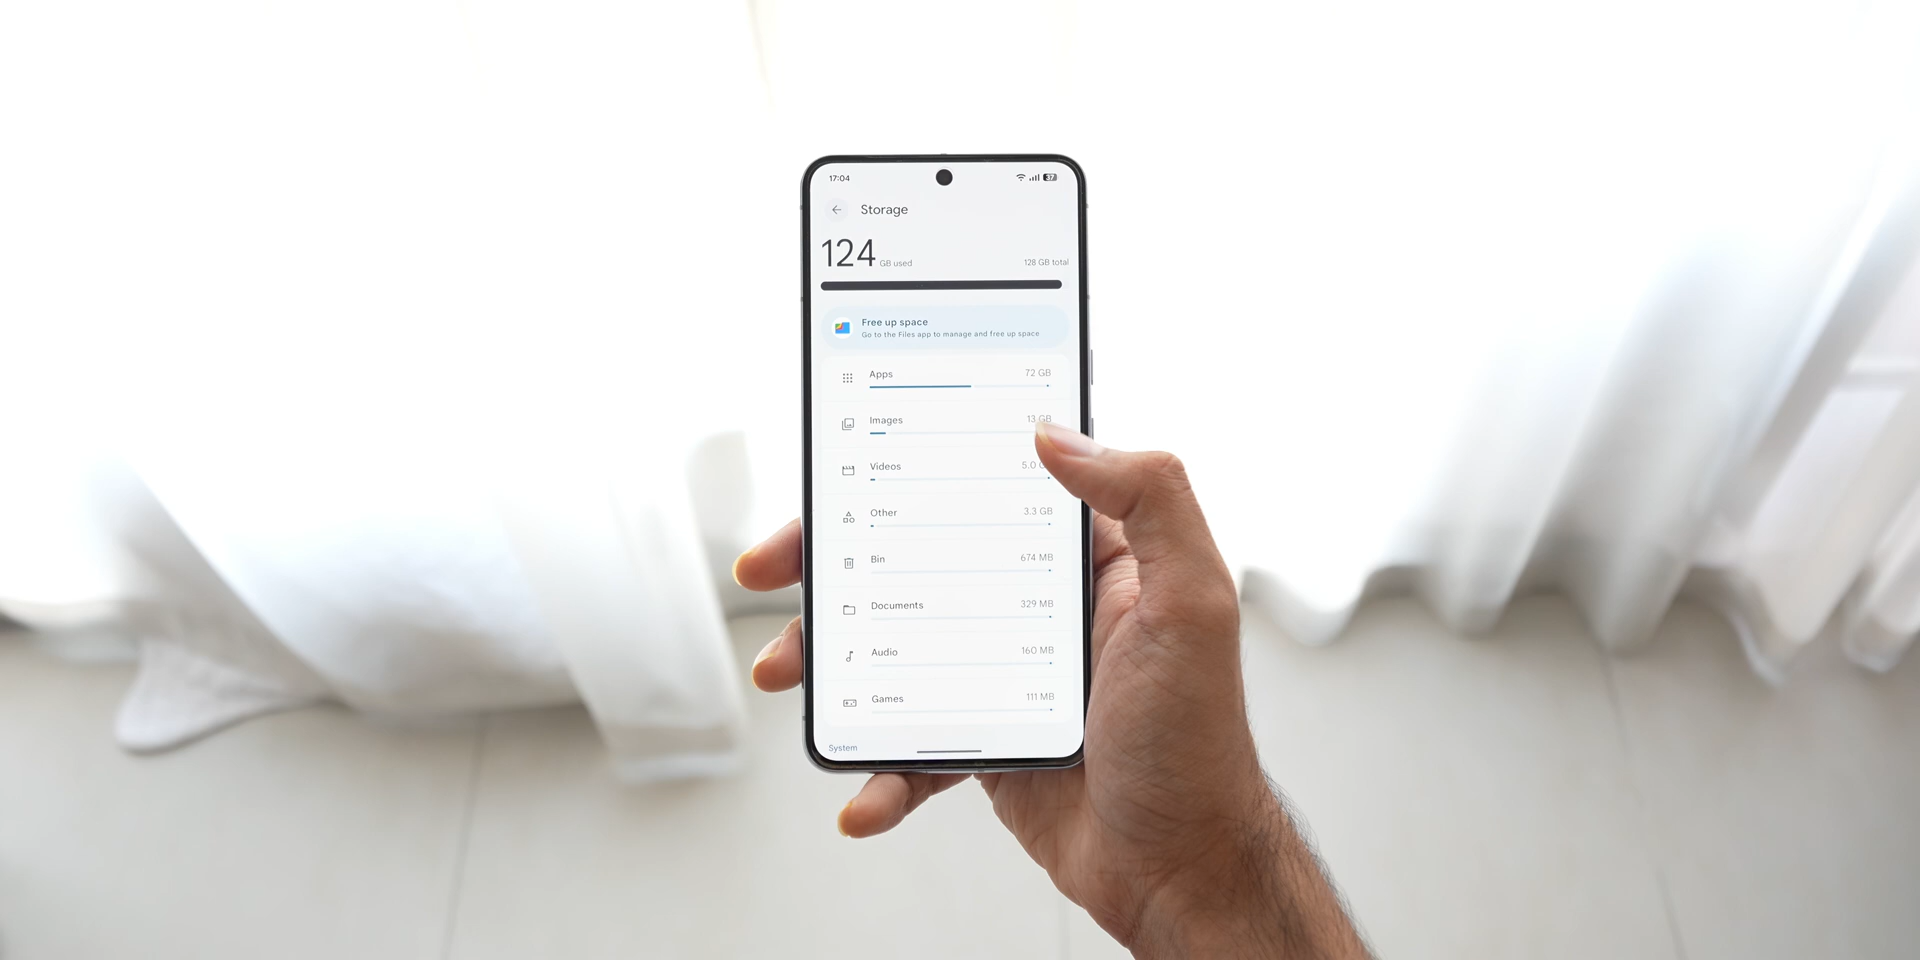 17:04 37
Storage
124 GB used 128 GB total
Free up space
Go to the Files app to manage and free up space
Apps 72 GB
Images 13 GB
Videos 5.0
Other 3.3 GB
Bin 674 MB
Documents 329 MB
Audio 160 MB
Games 111 MB
System